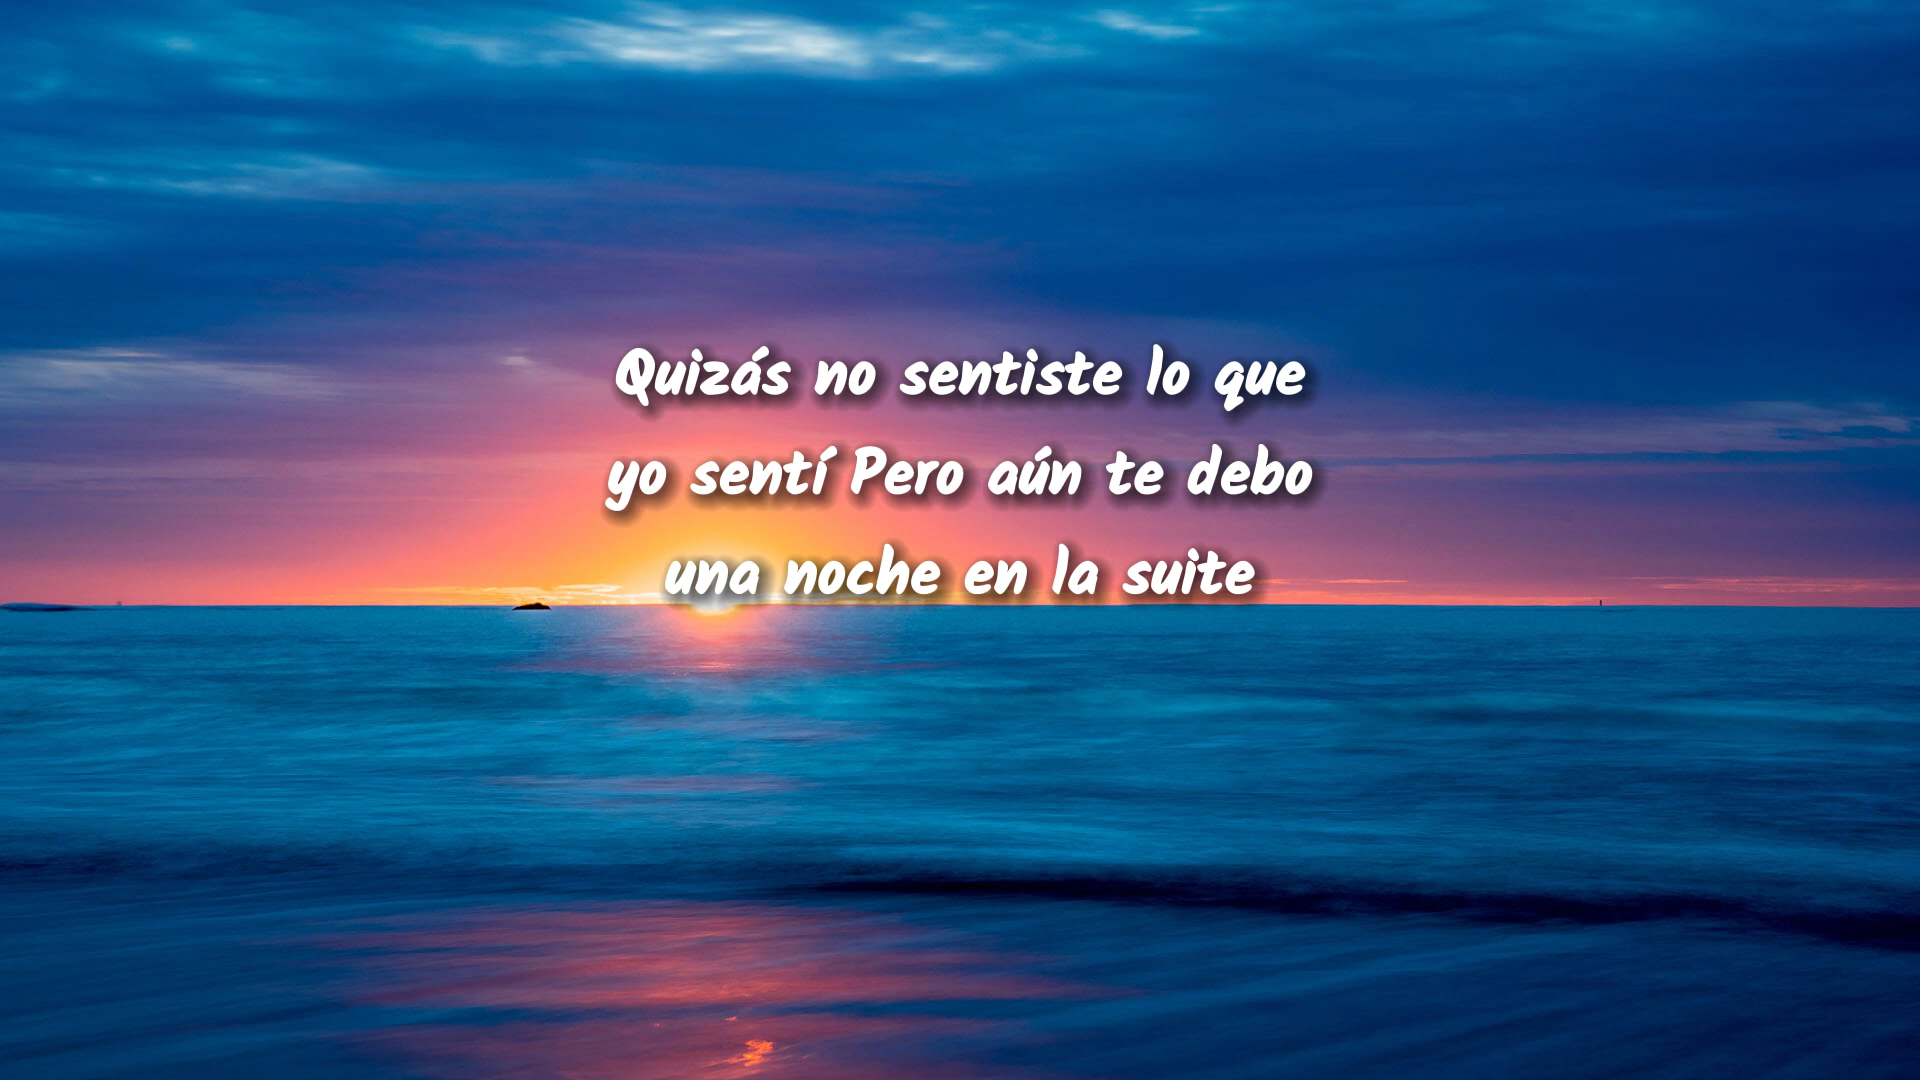 Quizás no sentiste lo que
yo sentí Pero aún te debo
una noche en la suite